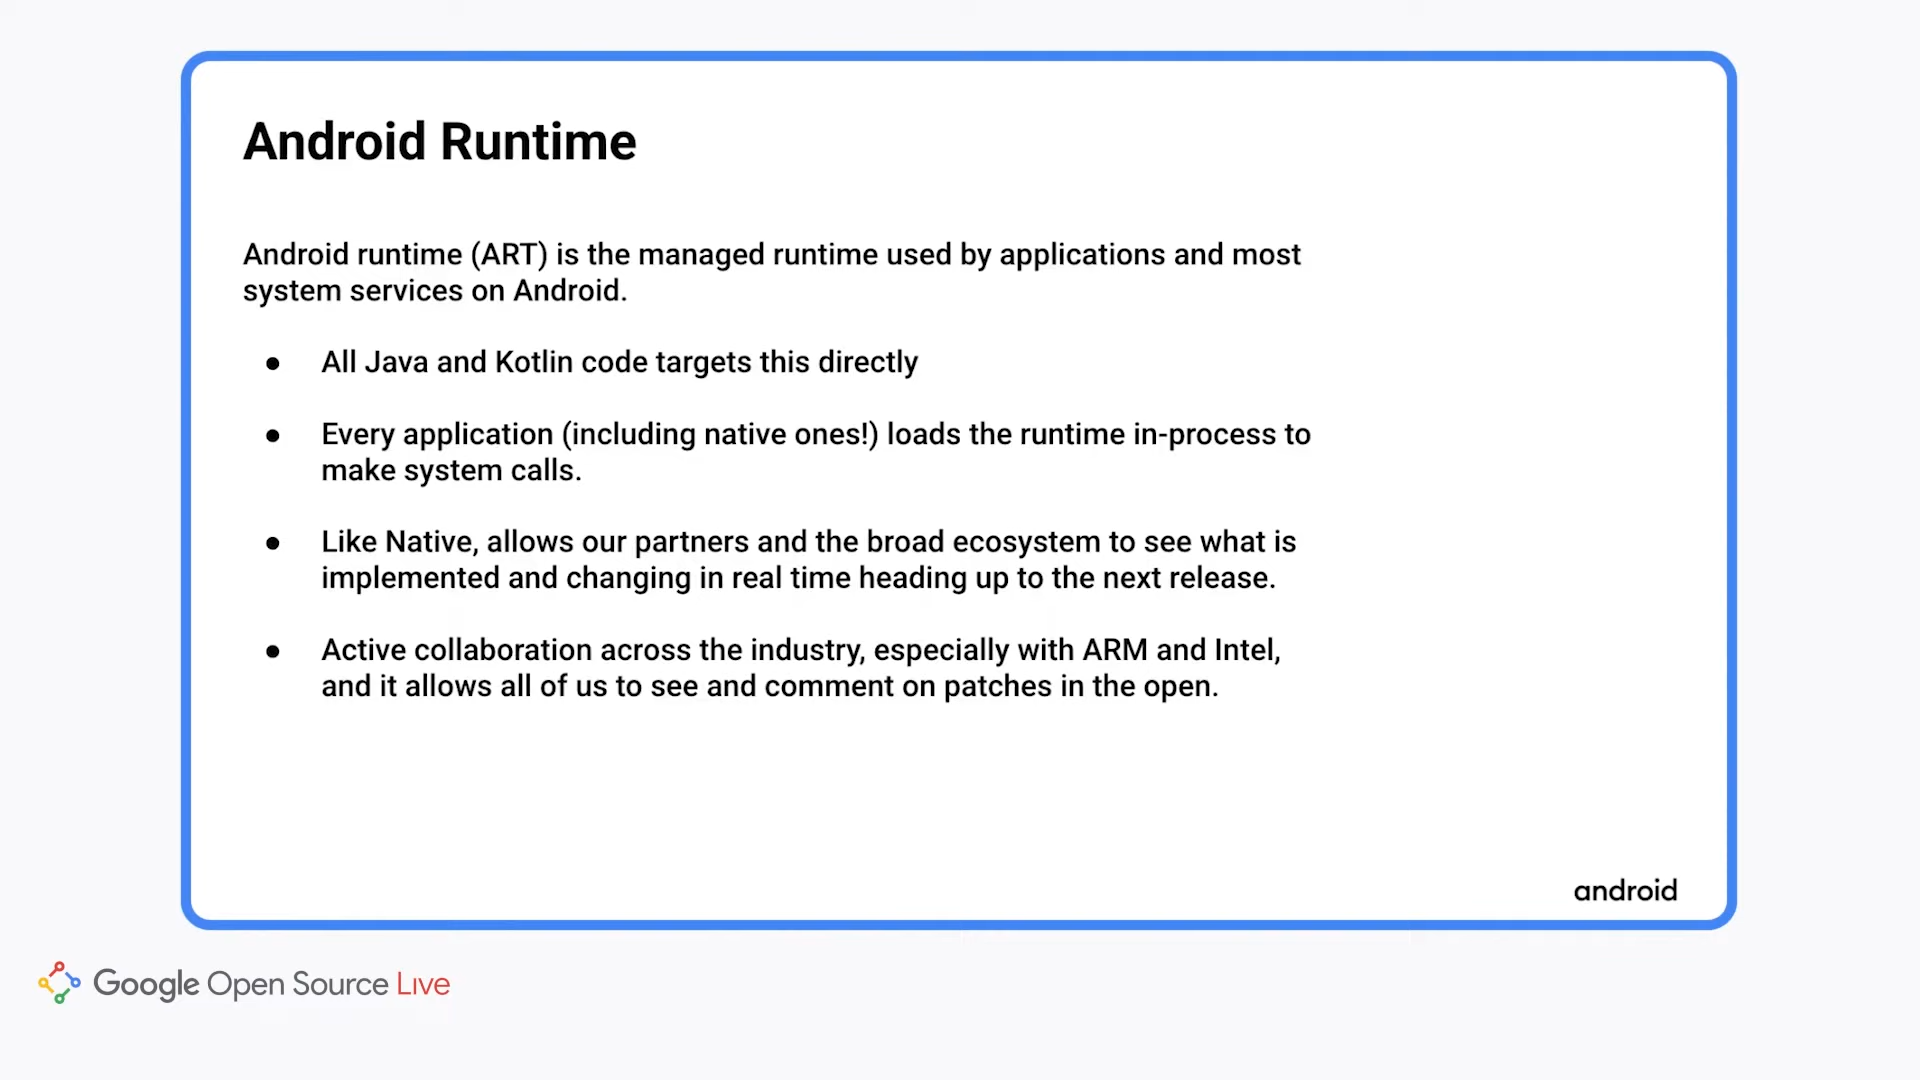 Android Runtime
Android runtime (ART) is the managed runtime used by applications and most
system services on Android.
● All Java and Kotlin code targets this directly
● Every application (including native ones!) loads the runtime in-process to
make system calls.
● Like Native, allows our partners and the broad ecosystem to see what is
implemented and changing in real time heading up to the next release.
● Active collaboration across the industry, especially with ARM and Intel,
and it allows all of us to see and comment on patches in the open.
android
Google Open Source Live